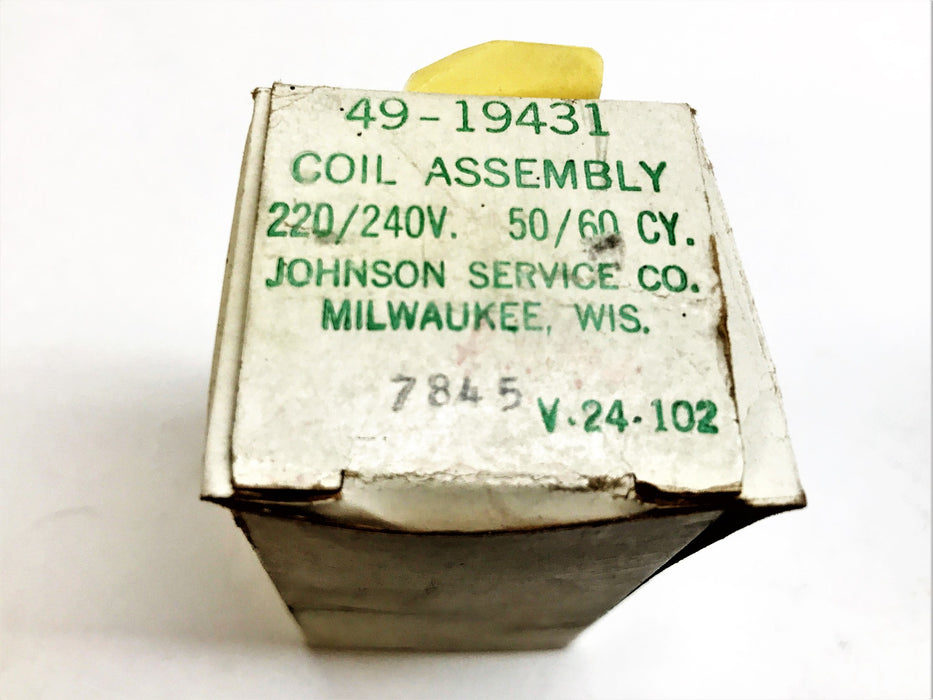 49-19431
COIL ASSEMBLY
220/240V. 50/60 CY.
JOHNSON SERVICE CO.
MILWAUKEE, WIS.
7845
V-24-102